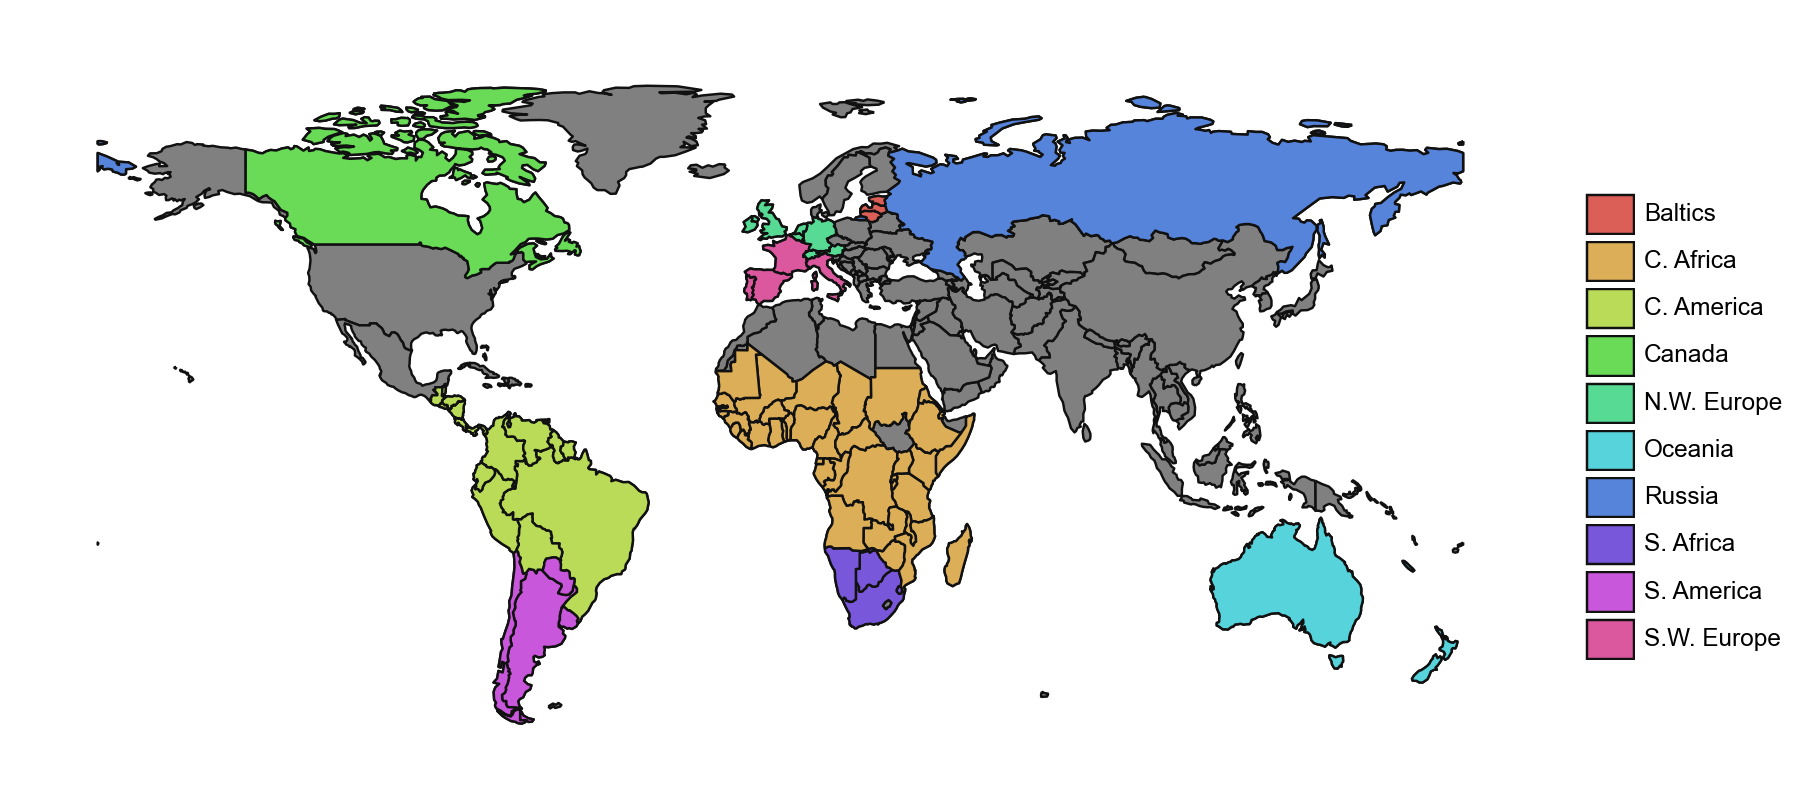 Baltics
C. Africa
C. America
Canada
N.W. Europe
Oceania
Russia
S. Africa
S. America
S.W. Europe